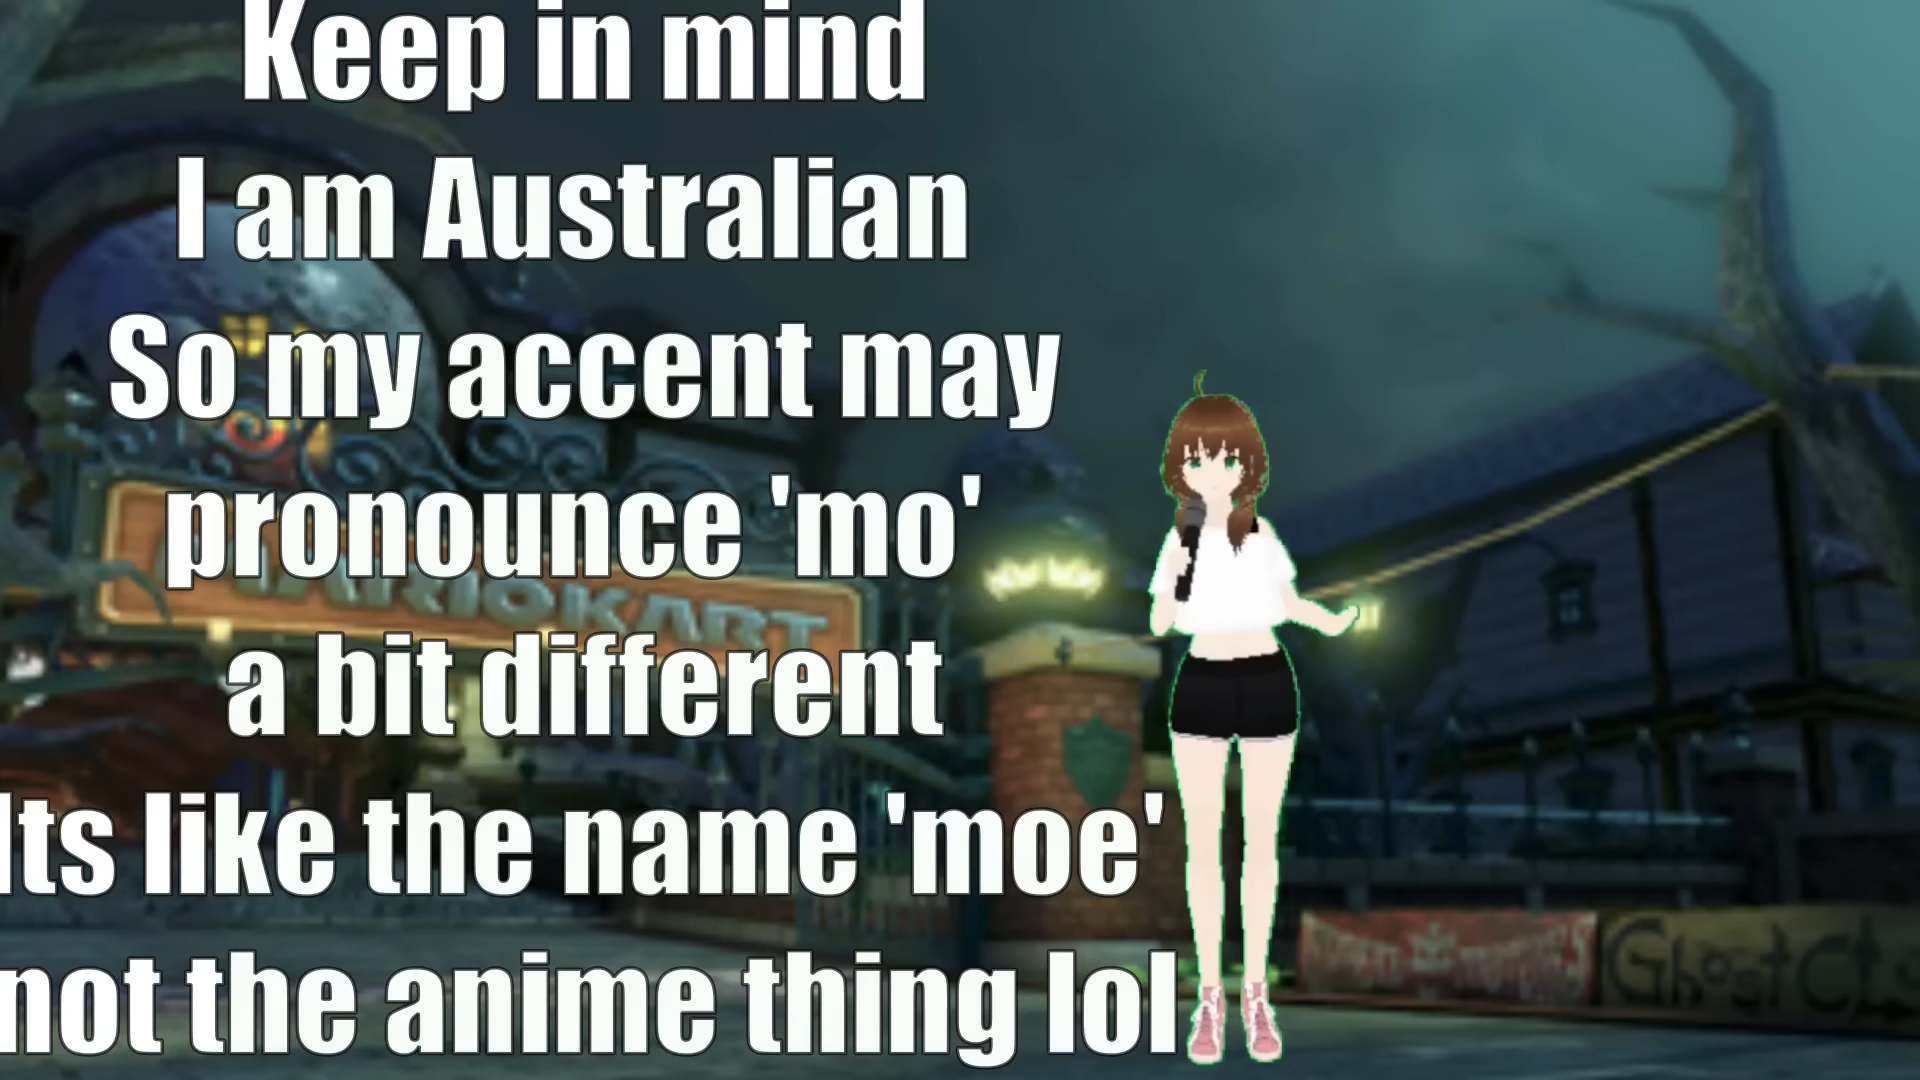 Keep in mind
I am Australian
So my accent may
pronounce 'mo'
a bit different
Its like the name 'moe'
not the anime thing lol
MARIOKART